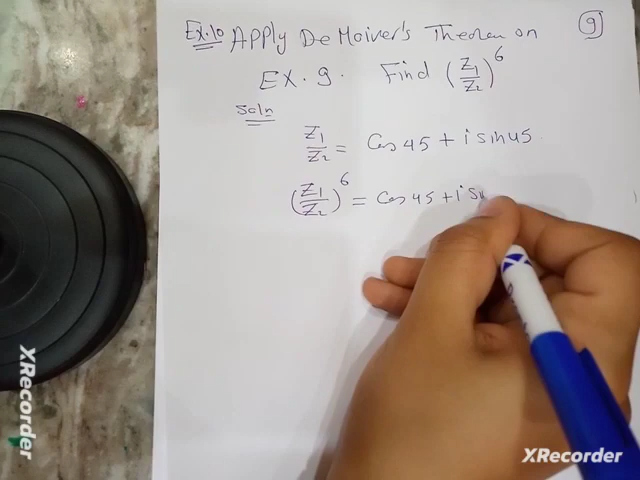 Ex.10 Apply De Moiver's Theorem on
Ex.9. Find (Z₁/Z₂)⁶
Soln
Z₁/Z₂ = Cos 45 + i sin 45
(Z₁/Z₂)⁶ = Cos 45 + i Si
9
XRecorder
XRecorder